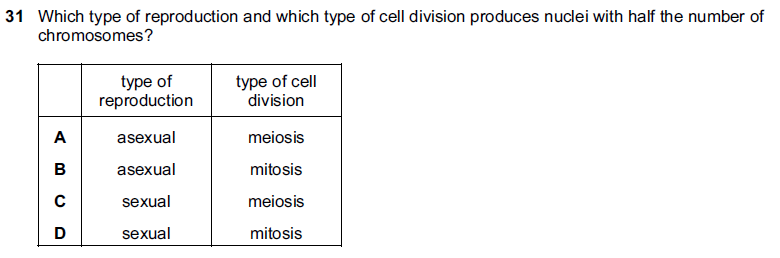 31 Which type of reproduction and which type of cell division produces nuclei with half the number of
chromosomes?
type of reproduction type of cell division
A asexual meiosis
B asexual mitosis
C sexual meiosis
D sexual mitosis